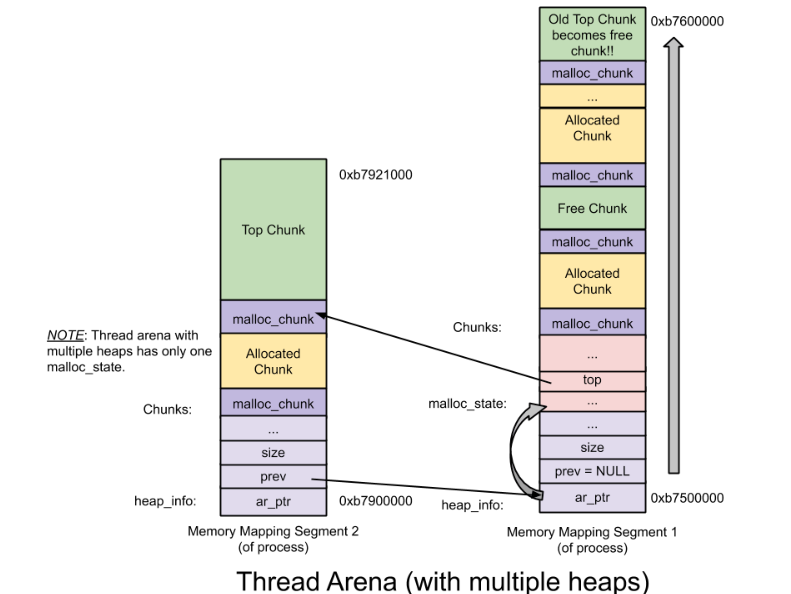 Old Top Chunk
becomes free
chunk!!
0xb7600000
malloc_chunk
...
Allocated
Chunk
malloc_chunk
Free Chunk
malloc_chunk
Allocated
Chunk
malloc_chunk
Chunks:
...
top
malloc_state:
...
...
size
prev = NULL
heap_info:
ar_ptr
0xb7500000
Memory Mapping Segment 1
(of process)
0xb7921000
Top Chunk
malloc_chunk
NOTE: Thread arena with
multiple heaps has only one
malloc_state.
Allocated
Chunk
Chunks:
malloc_chunk
...
size
prev
heap_info:
ar_ptr
0xb7900000
Memory Mapping Segment 2
(of process)
Thread Arena (with multiple heaps)